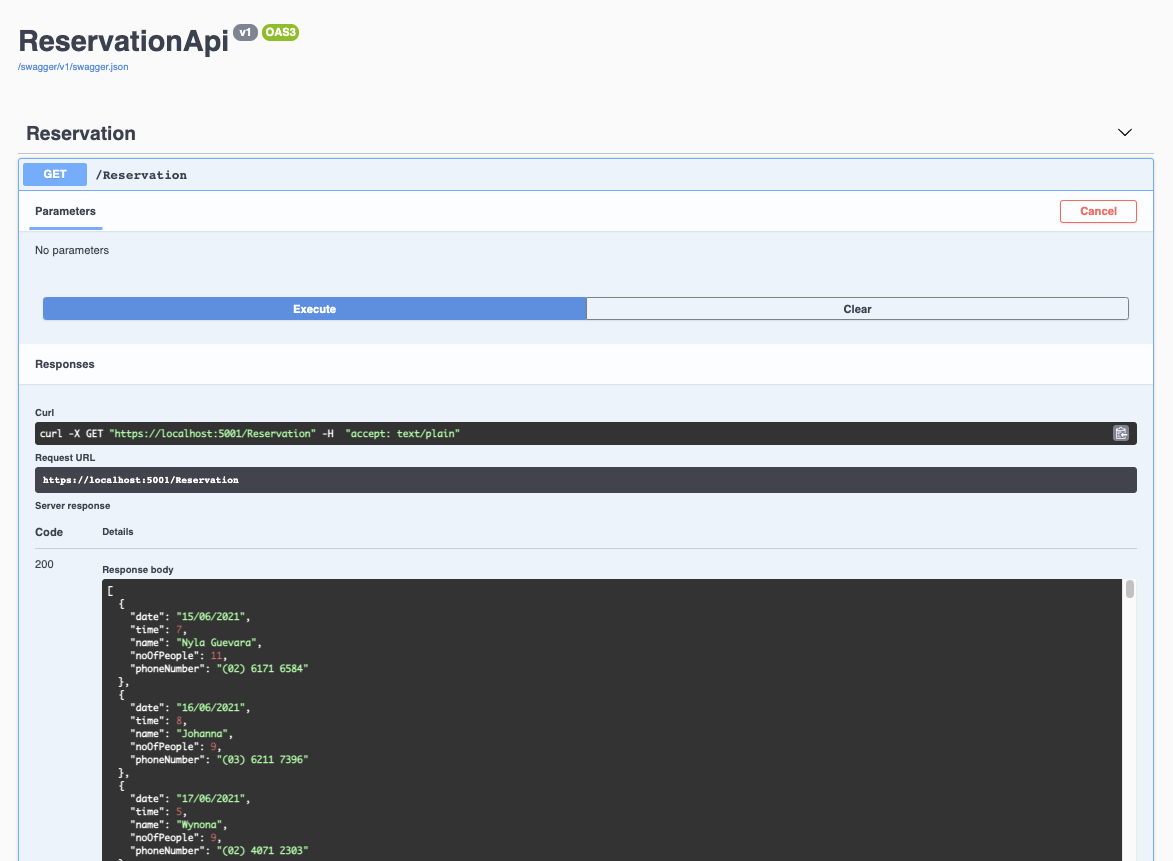 ReservationApi v1 OAS3
/swagger/v1/swagger.json
Reservation
GET /Reservation
Parameters Cancel
No parameters
Execute Clear
Responses
Curl
curl -X GET "https://localhost:5001/Reservation" -H  "accept: text/plain"
Request URL
https://localhost:5001/Reservation
Server response
Code Details
200
Response body
[
  {
    "date": "15/06/2021",
    "time": 7,
    "name": "Nyla Guevara",
    "noOfPeople": 11,
    "phoneNumber": "(02) 6171 6584"
  },
  {
    "date": "16/06/2021",
    "time": 8,
    "name": "Johanna",
    "noOfPeople": 9,
    "phoneNumber": "(03) 6211 7396"
  },
  {
    "date": "17/06/2021",
    "time": 5,
    "name": "Wynona",
    "noOfPeople": 9,
    "phoneNumber": "(02) 4071 2303"